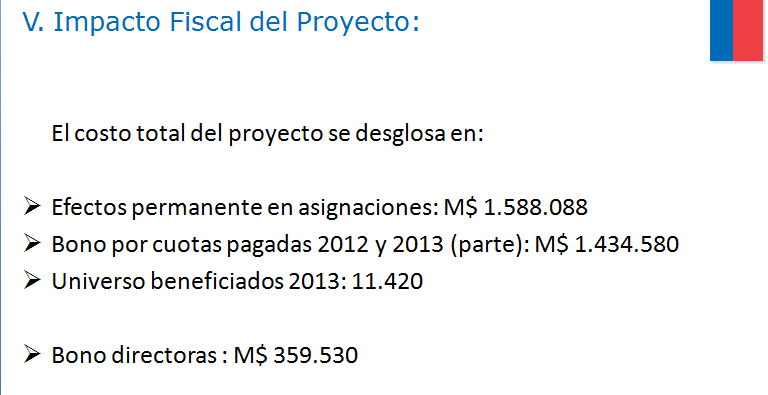 V. Impacto Fiscal del Proyecto:
El costo total del proyecto se desglosa en:
➢ Efectos permanente en asignaciones: M$ 1.588.088
➢ Bono por cuotas pagadas 2012 y 2013 (parte): M$ 1.434.580
➢ Universo beneficiados 2013: 11.420
➢ Bono directoras : M$ 359.530